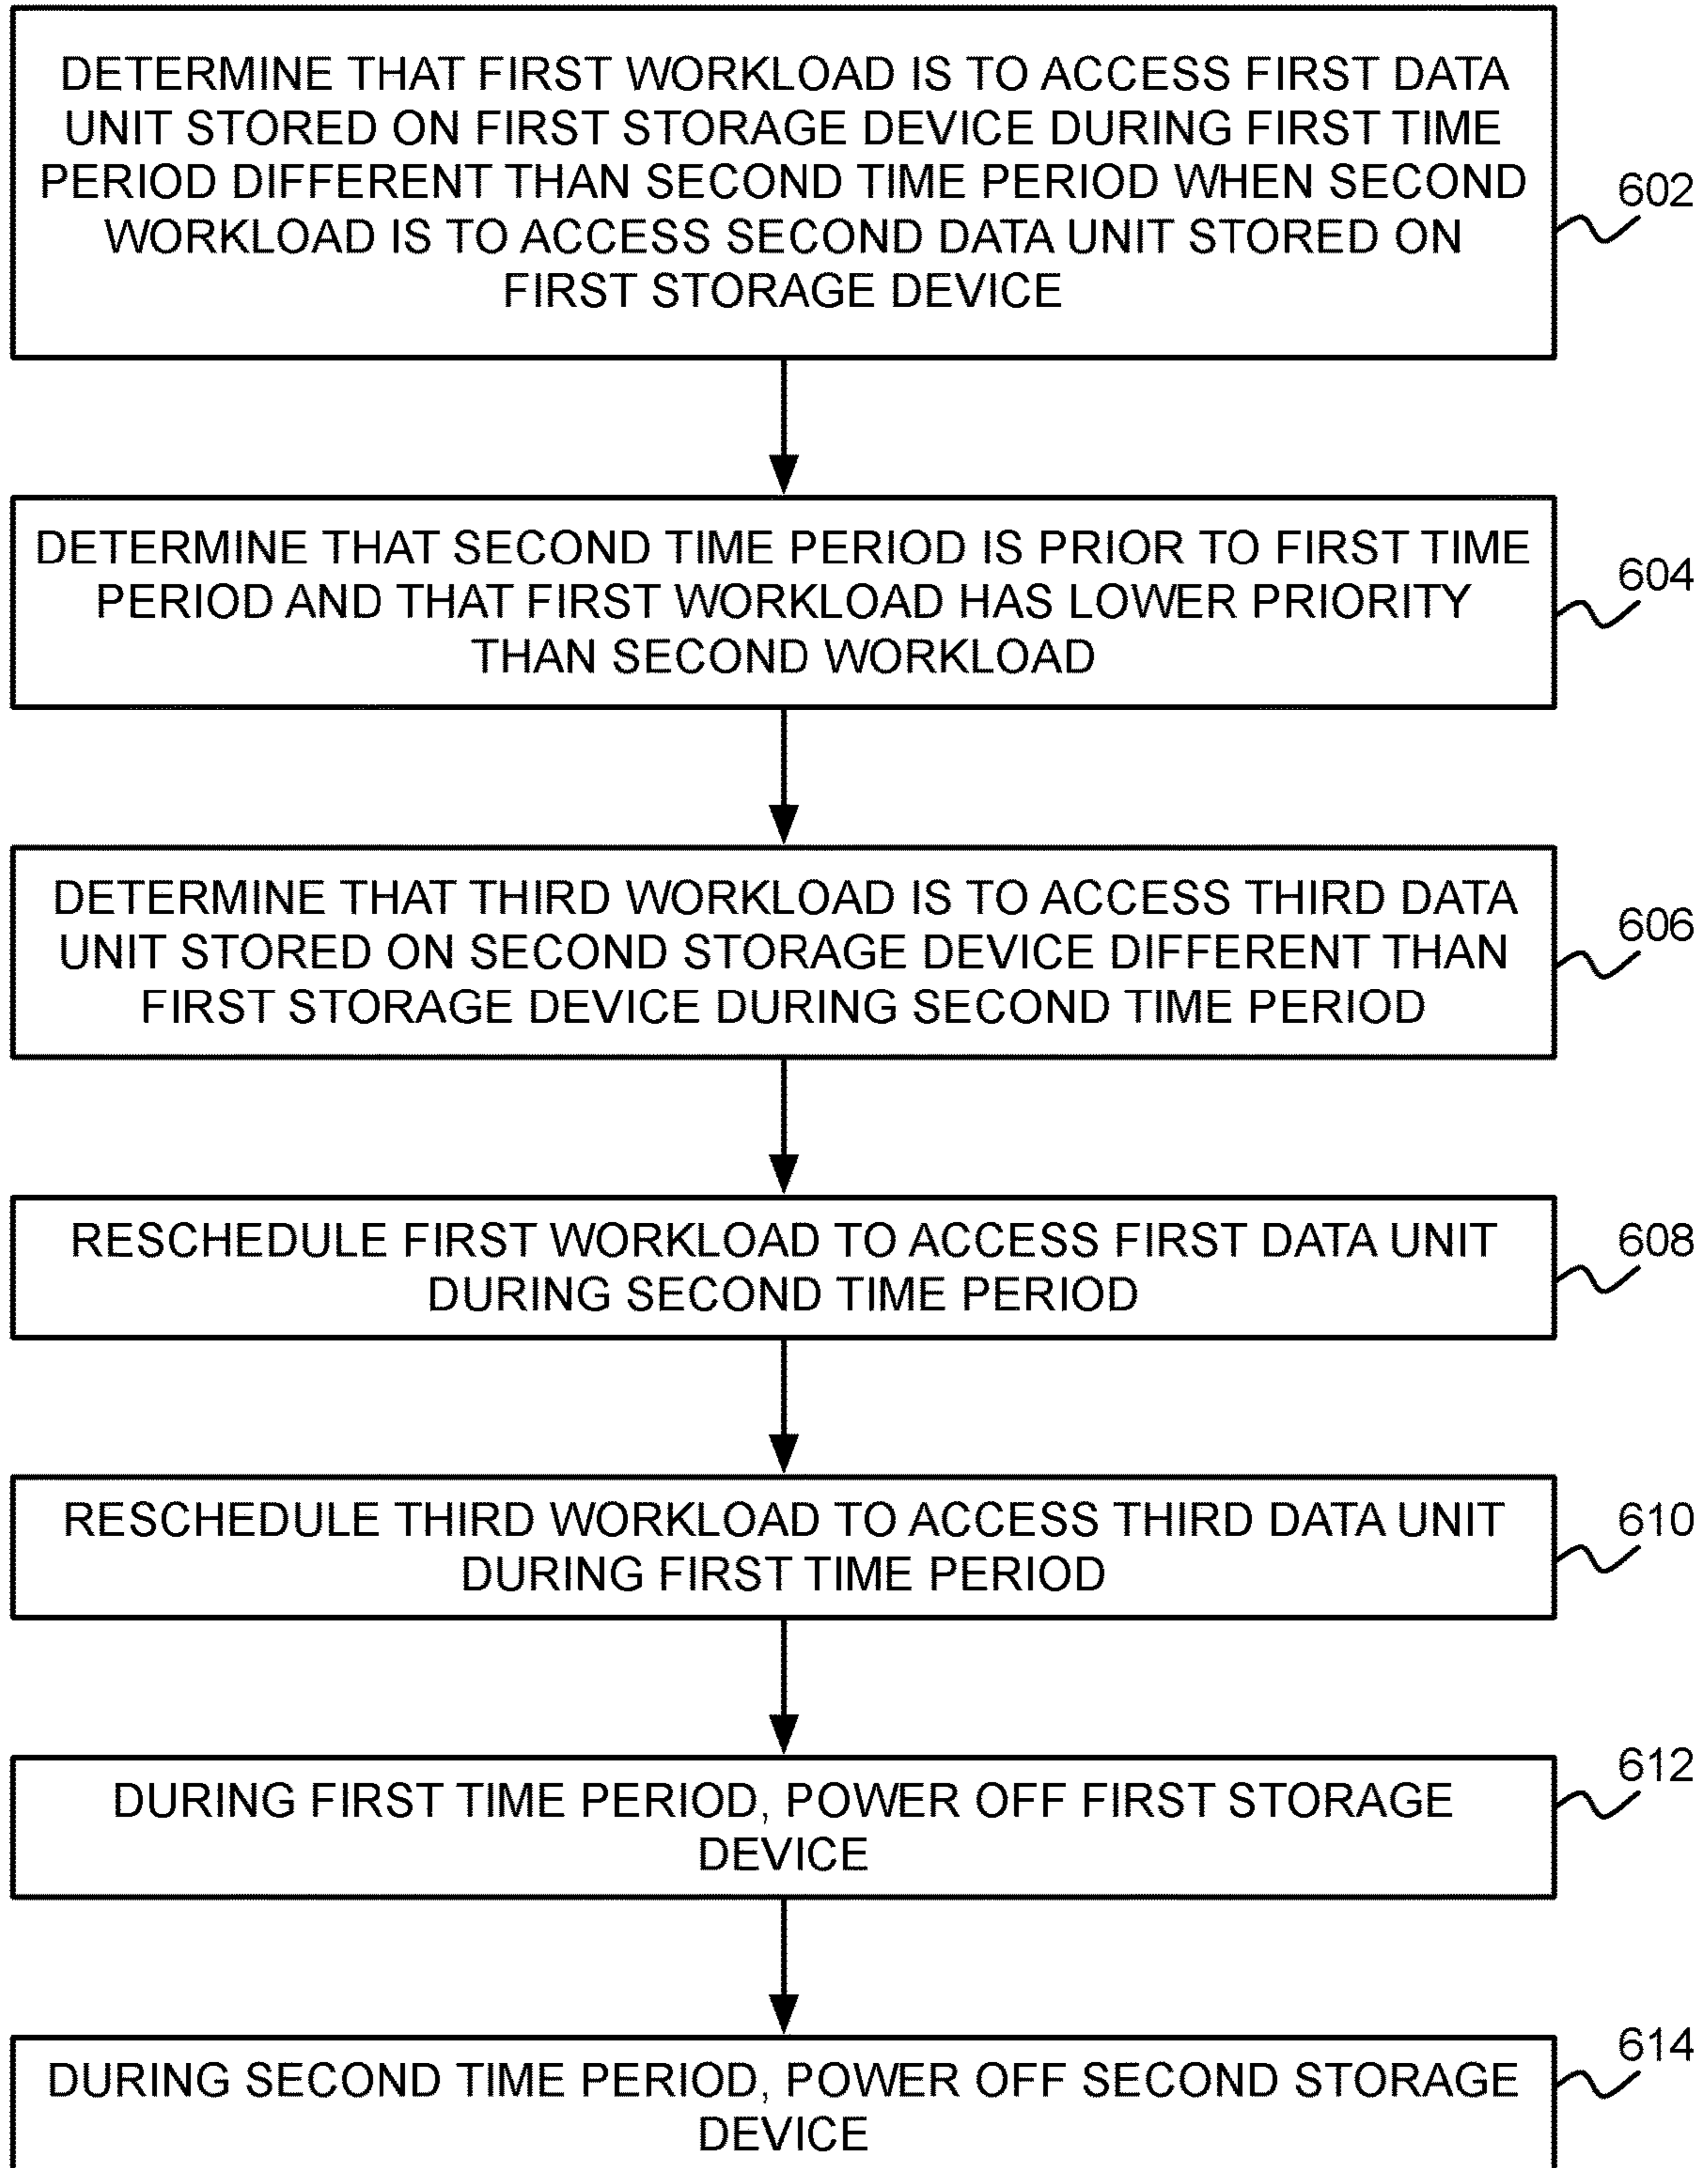 DETERMINE THAT FIRST WORKLOAD IS TO ACCESS FIRST DATA
UNIT STORED ON FIRST STORAGE DEVICE DURING FIRST TIME
PERIOD DIFFERENT THAN SECOND TIME PERIOD WHEN SECOND
WORKLOAD IS TO ACCESS SECOND DATA UNIT STORED ON
FIRST STORAGE DEVICE
602
DETERMINE THAT SECOND TIME PERIOD IS PRIOR TO FIRST TIME
PERIOD AND THAT FIRST WORKLOAD HAS LOWER PRIORITY
THAN SECOND WORKLOAD
604
DETERMINE THAT THIRD WORKLOAD IS TO ACCESS THIRD DATA
UNIT STORED ON SECOND STORAGE DEVICE DIFFERENT THAN
FIRST STORAGE DEVICE DURING SECOND TIME PERIOD
606
RESCHEDULE FIRST WORKLOAD TO ACCESS FIRST DATA UNIT
DURING SECOND TIME PERIOD
608
RESCHEDULE THIRD WORKLOAD TO ACCESS THIRD DATA UNIT
DURING FIRST TIME PERIOD
610
DURING FIRST TIME PERIOD, POWER OFF FIRST STORAGE
DEVICE
612
DURING SECOND TIME PERIOD, POWER OFF SECOND STORAGE
DEVICE
614